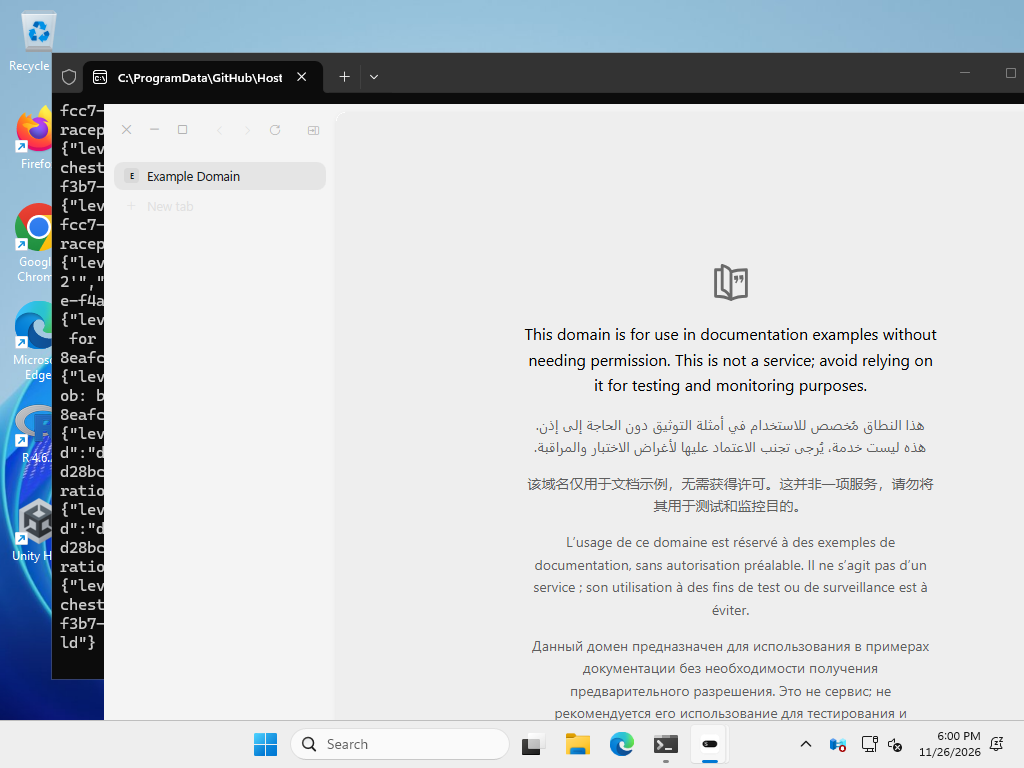 Recycle
C:\ProgramData\GitHub\Host
fcc7-
racep
{"lev
chest
f3b7-
{"lev
fcc7-
racep
{"lev
2'","
e-f4a
{"lev
for
8eafc
{"lev
ob: b
8eafc
{"lev
d":"d
d28bc
ratio
{"lev
d":"d
d28bc
ratio
{"lev
chest
f3b7-
ld"}
Firefo
Googl
Chrom
Micros
Edge
R 4.6.
Unity H
E Example Domain
+ New tab
This domain is for use in documentation examples without
needing permission. This is not a service; avoid relying on
it for testing and monitoring purposes.
هذا النطاق مُخصص للاستخدام في أمثلة التوثيق دون الحاجة إلى إذن.
هذه ليست خدمة، يُرجى تجنب الاعتماد عليها لأغراض الاختبار والمراقبة.
该域名仅用于文档示例，无需获得许可。这并非一项服务，请勿将
其用于测试和监控目的。
L’usage de ce domaine est réservé à des exemples de
documentation, sans autorisation préalable. Il ne s’agit pas d’un
service ; son utilisation à des fins de test ou de surveillance est à
éviter.
Данный домен предназначен для использования в примерах
документации без необходимости получения
предварительного разрешения. Это не сервис; не
рекомендуется его использование для тестирования и
Search
6:00 PM
11/26/2026